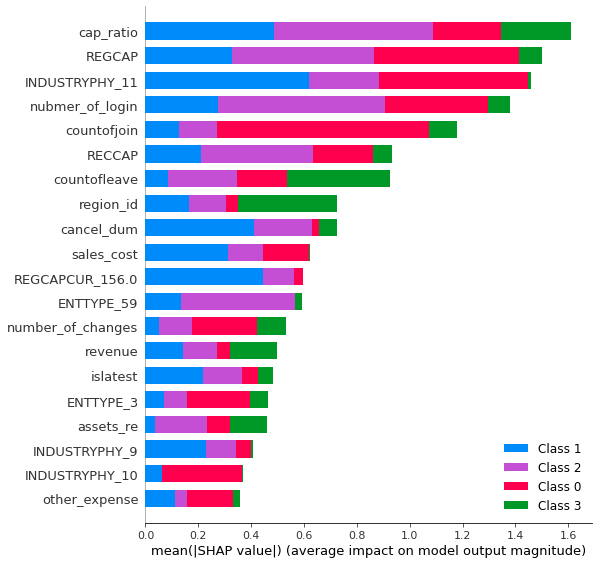 cap_ratio
REGCAP
INDUSTRYPHY_11
nubmer_of_login
countofjoin
RECCAP
countofleave
region_id
cancel_dum
sales_cost
REGCAPCUR_156.0
ENTTYPE_59
number_of_changes
revenue
islatest
ENTTYPE_3
assets_re
INDUSTRYPHY_9
INDUSTRYPHY_10
other_expense
Class 1
Class 2
Class 0
Class 3
0.0 0.2 0.4 0.6 0.8 1.0 1.2 1.4 1.6
mean(|SHAP value|) (average impact on model output magnitude)